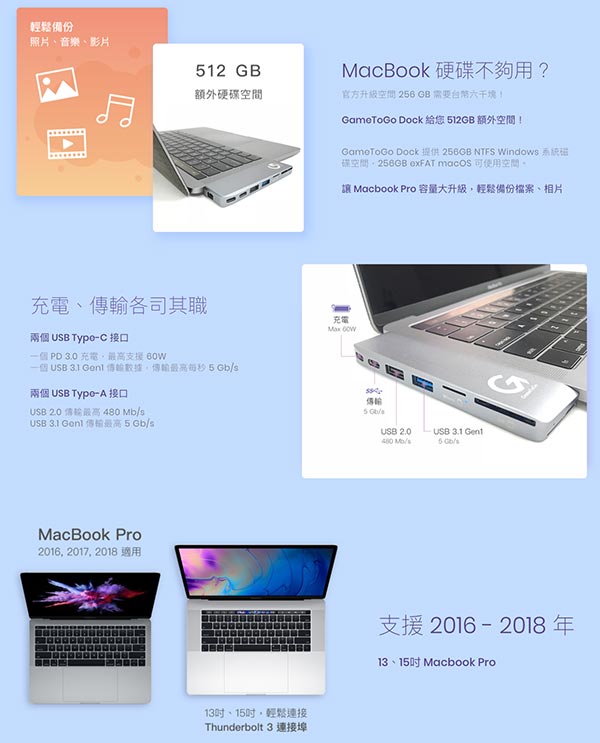 輕鬆備份
照片、音樂、影片
512 GB
額外硬碟空間
MacBook 硬碟不夠用？
官方升級空間 256 GB 需要台幣六千塊！
GameToGo Dock 給您 512GB 額外空間！
GameToGo Dock 提供 256GB NTFS Windows 系統磁
碟空間、256GB exFAT macOS 可使用空間。
讓 Macbook Pro 容量大升級，輕鬆備份檔案、相片
充電、傳輸各司其職
兩個 USB Type-C 接口
一個 PD 3.0 充電，最高支援 60W
一個 USB 3.1 Gen1 傳輸數據，傳輸最高每秒 5 Gb/s
兩個 USB Type-A 接口
USB 2.0 傳輸最高 480 Mb/s
USB 3.1 Gen1 傳輸最高 5 Gb/s
充電
Max 60W
傳輸
5 Gb/s
USB 2.0
480 Mb/s
USB 3.1 Gen1
5 Gb/s
MacBook Pro
2016, 2017, 2018 適用
13吋、15吋，輕鬆連接
Thunderbolt 3 連接埠
支援 2016 - 2018 年
13、15吋 Macbook Pro